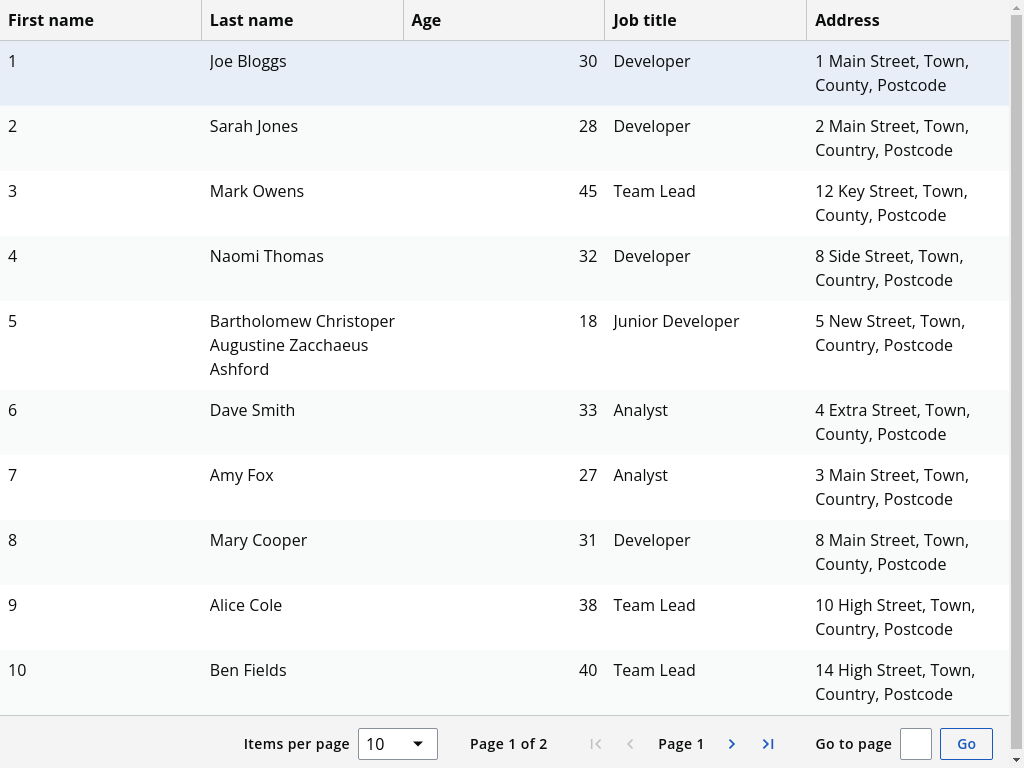 First name Last name Age Job title Address
1 Joe Bloggs 30 Developer 1 Main Street, Town,
County, Postcode
2 Sarah Jones 28 Developer 2 Main Street, Town,
Country, Postcode
3 Mark Owens 45 Team Lead 12 Key Street, Town,
County, Postcode
4 Naomi Thomas 32 Developer 8 Side Street, Town,
Country, Postcode
5 Bartholomew Christoper 18 Junior Developer 5 New Street, Town,
Augustine Zacchaeus Country, Postcode
Ashford
6 Dave Smith 33 Analyst 4 Extra Street, Town,
County, Postcode
7 Amy Fox 27 Analyst 3 Main Street, Town,
Country, Postcode
8 Mary Cooper 31 Developer 8 Main Street, Town,
County, Postcode
9 Alice Cole 38 Team Lead 10 High Street, Town,
Country, Postcode
10 Ben Fields 40 Team Lead 14 High Street, Town,
Country, Postcode
Items per page 10 Page 1 of 2 Page 1 Go to page Go